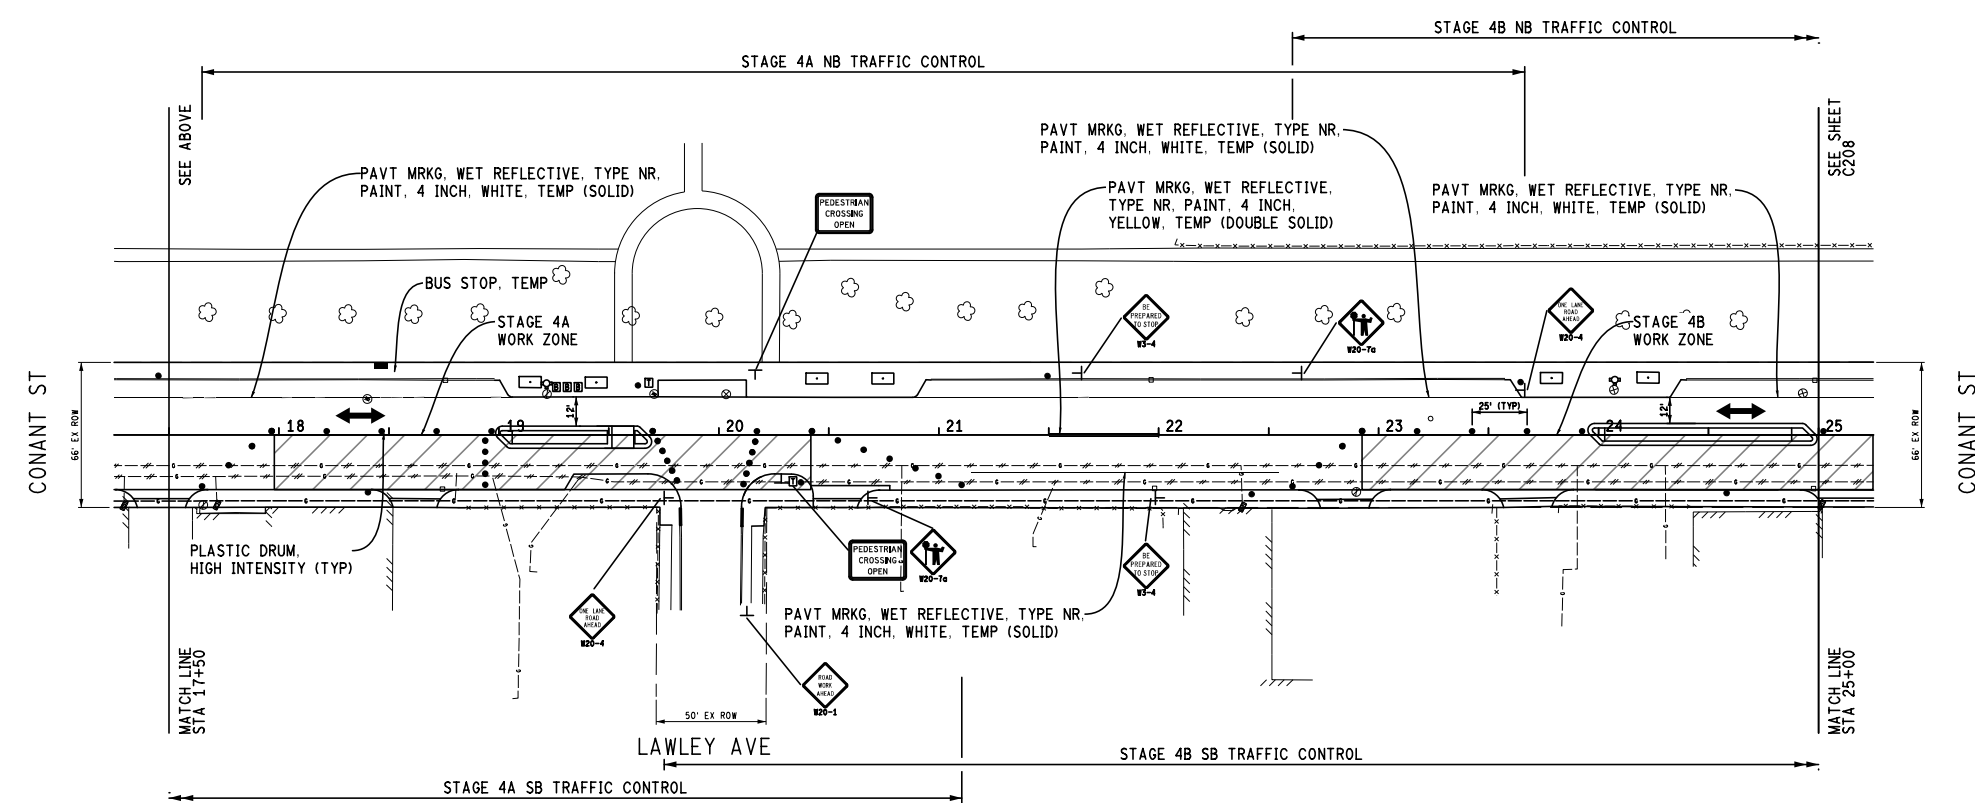 STAGE 4B NB TRAFFIC CONTROL
STAGE 4A NB TRAFFIC CONTROL
SEE ABOVE
SEE SHEET
C208
PAVT MRKG, WET REFLECTIVE, TYPE NR,
PAINT, 4 INCH, WHITE, TEMP (SOLID)
PAVT MRKG, WET REFLECTIVE, TYPE NR,
PAINT, 4 INCH, WHITE, TEMP (SOLID)
PAVT MRKG, WET REFLECTIVE,
TYPE NR, PAINT, 4 INCH,
YELLOW, TEMP (DOUBLE SOLID)
PAVT MRKG, WET REFLECTIVE, TYPE NR,
PAINT, 4 INCH, WHITE, TEMP (SOLID)
PEDESTRIAN
CROSSING
OPEN
BUS STOP, TEMP
STAGE 4A
WORK ZONE
BE
PREPARED
TO STOP
W3-4
W20-7a
ONE LANE
ROAD
AHEAD
W20-4
STAGE 4B
WORK ZONE
CONANT ST
66' EX ROW
B B B
T
12'
25' (TYP)
12'
66' EX ROW
CONANT ST
18
19
20
21
22
23
24
25
T
PLASTIC DRUM,
HIGH INTENSITY (TYP)
PEDESTRIAN
CROSSING
OPEN
W20-7a
BE
PREPARED
TO STOP
W3-4
ONE LANE
ROAD
AHEAD
W20-4
PAVT MRKG, WET REFLECTIVE, TYPE NR,
PAINT, 4 INCH, WHITE, TEMP (SOLID)
ROAD
WORK
AHEAD
W20-1
MATCH LINE
STA 17+50
MATCH LINE
STA 25+00
50' EX ROW
LAWLEY AVE
STAGE 4B SB TRAFFIC CONTROL
STAGE 4A SB TRAFFIC CONTROL